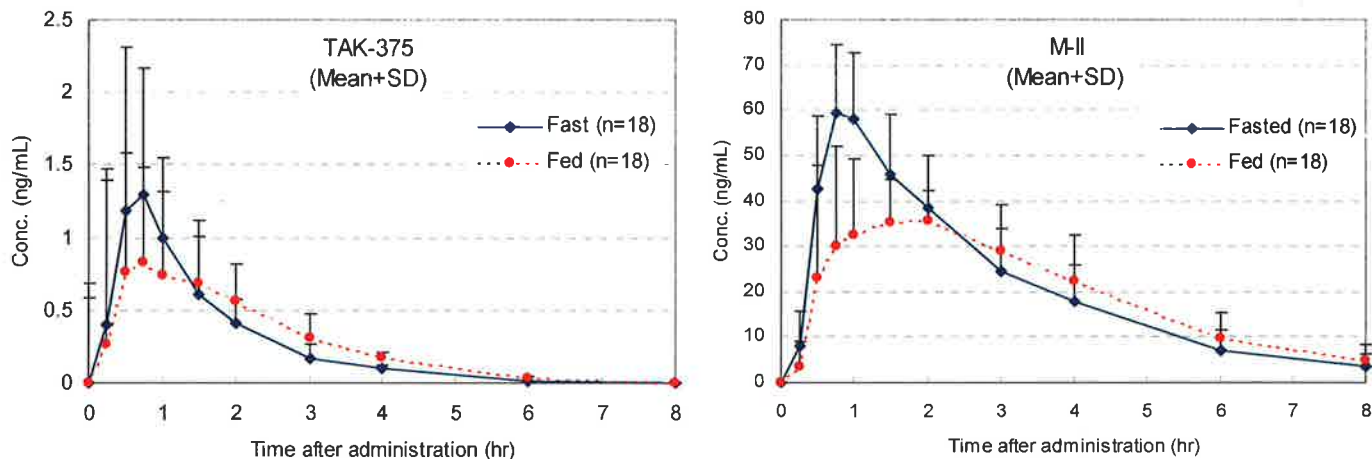 TAK-375
(Mean+SD)
Fast (n=18)
Fed (n=18)
Conc. (ng/mL)
2.5
2
1.5
1
0.5
0
0 1 2 3 4 5 6 7 8
Time after administration (hr)
M-II
(Mean+SD)
Fasted (n=18)
Fed (n=18)
Conc. (ng/mL)
80
70
60
50
40
30
20
10
0
0 1 2 3 4 5 6 7 8
Time after administration (hr)